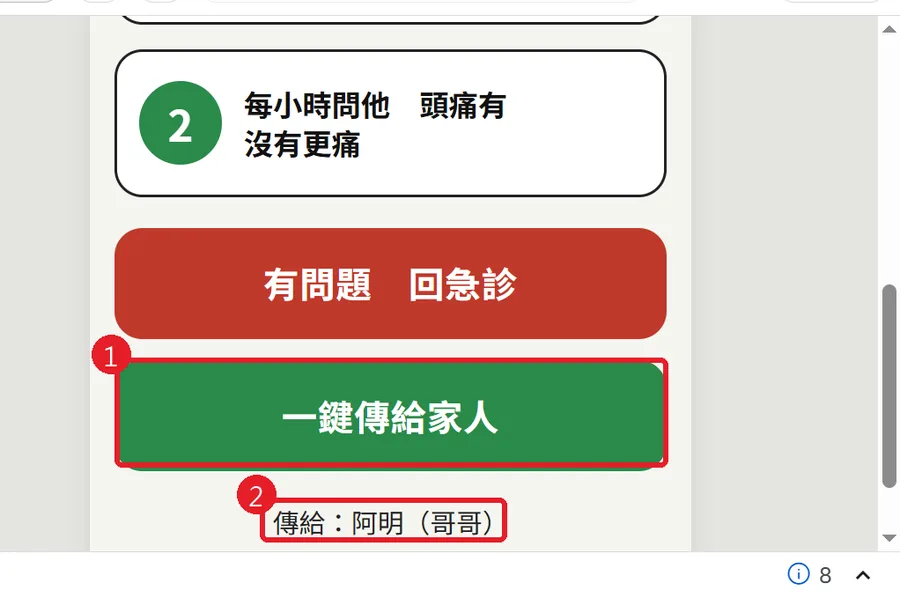 2
每小時問他　頭痛有
沒有更痛
有問題　回急診
1
一鍵傳給家人
2
傳給：阿明（哥哥）
8